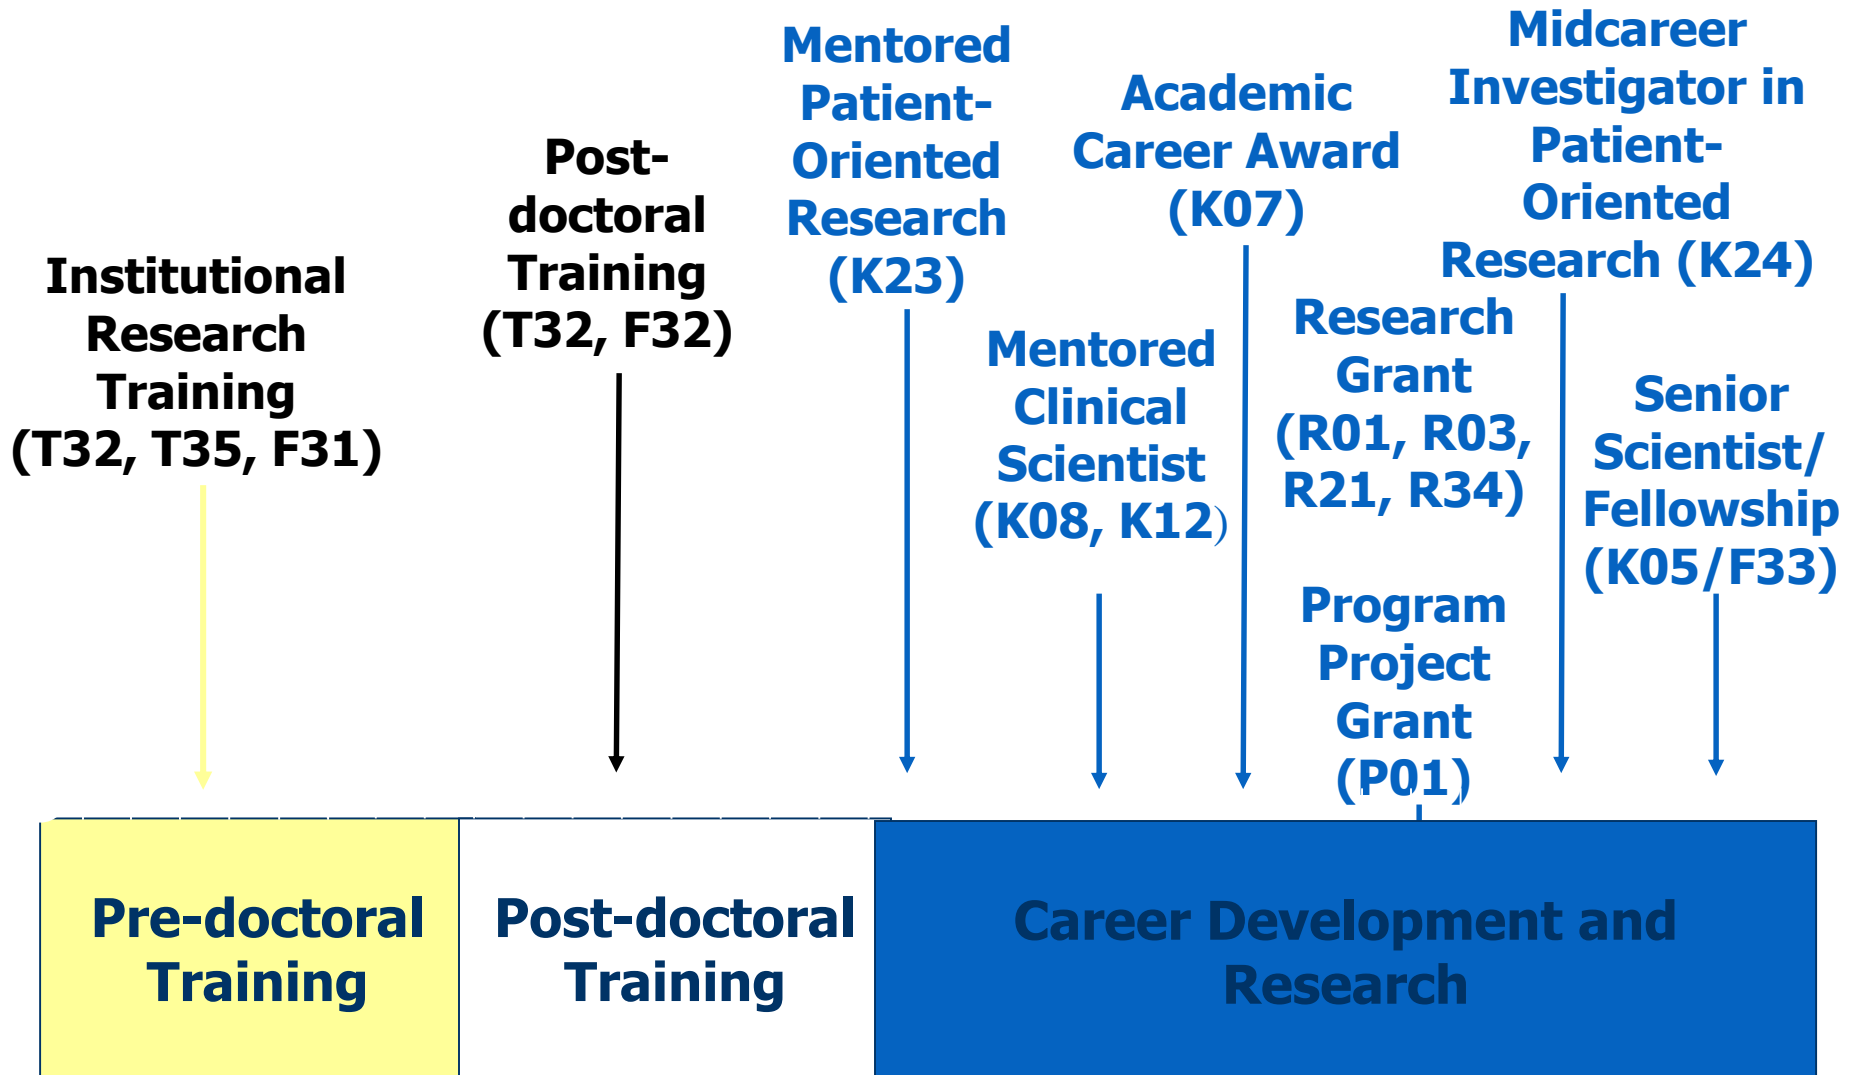 Institutional
Research
Training
(T32, T35, F31)
Post-
doctoral
Training
(T32, F32)
Mentored
Patient-
Oriented
Research
(K23)
Mentored
Clinical
Scientist
(K08, K12)
Academic
Career Award
(K07)
Research
Grant
(R01, R03,
R21, R34)
Program
Project
Grant
(P01)
Midcareer
Investigator in
Patient-
Oriented
Research (K24)
Senior
Scientist/
Fellowship
(K05/F33)
Pre-doctoral
Training
Post-doctoral
Training
Career Development and
Research